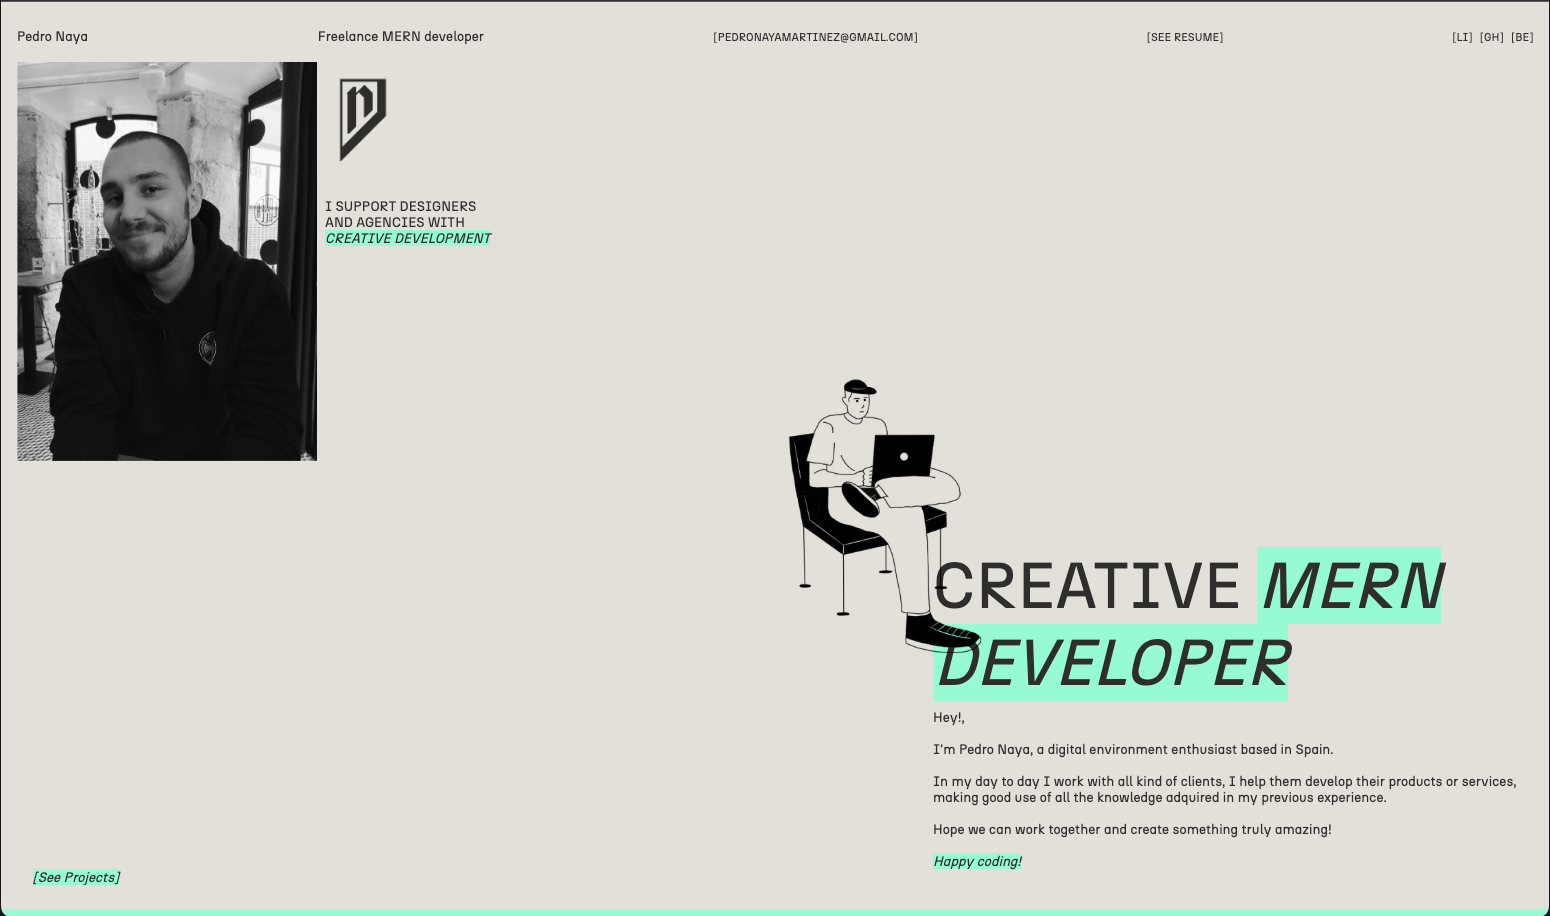 Pedro Naya
Freelance MERN developer
[PEDRONAYAMARTINEZ@GMAIL.COM]
[SEE RESUME]
[LI] [GH] [BE]
n
I SUPPORT DESIGNERS
AND AGENCIES WITH
CREATIVE DEVELOPMENT
CREATIVE MERN
DEVELOPER
Hey!,
I'm Pedro Naya, a digital environment enthusiast based in Spain.
In my day to day I work with all kind of clients, I help them develop their products or services,
making good use of all the knowledge adquired in my previous experience.
Hope we can work together and create something truly amazing!
Happy coding!
[See Projects]